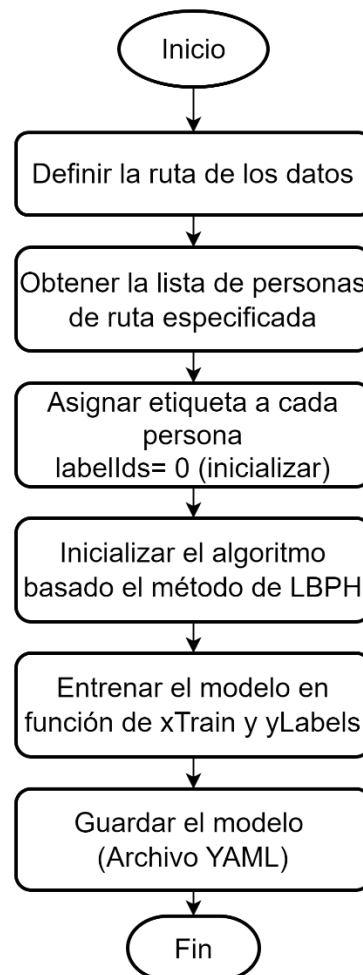 Inicio
Definir la ruta de los datos
Obtener la lista de personas
de ruta especificada
Asignar etiqueta a cada
persona
labelIds= 0 (inicializar)
Inicializar el algoritmo
basado el método de LBPH
Entrenar el modelo en
función de xTrain y yLabels
Guardar el modelo
(Archivo YAML)
Fin